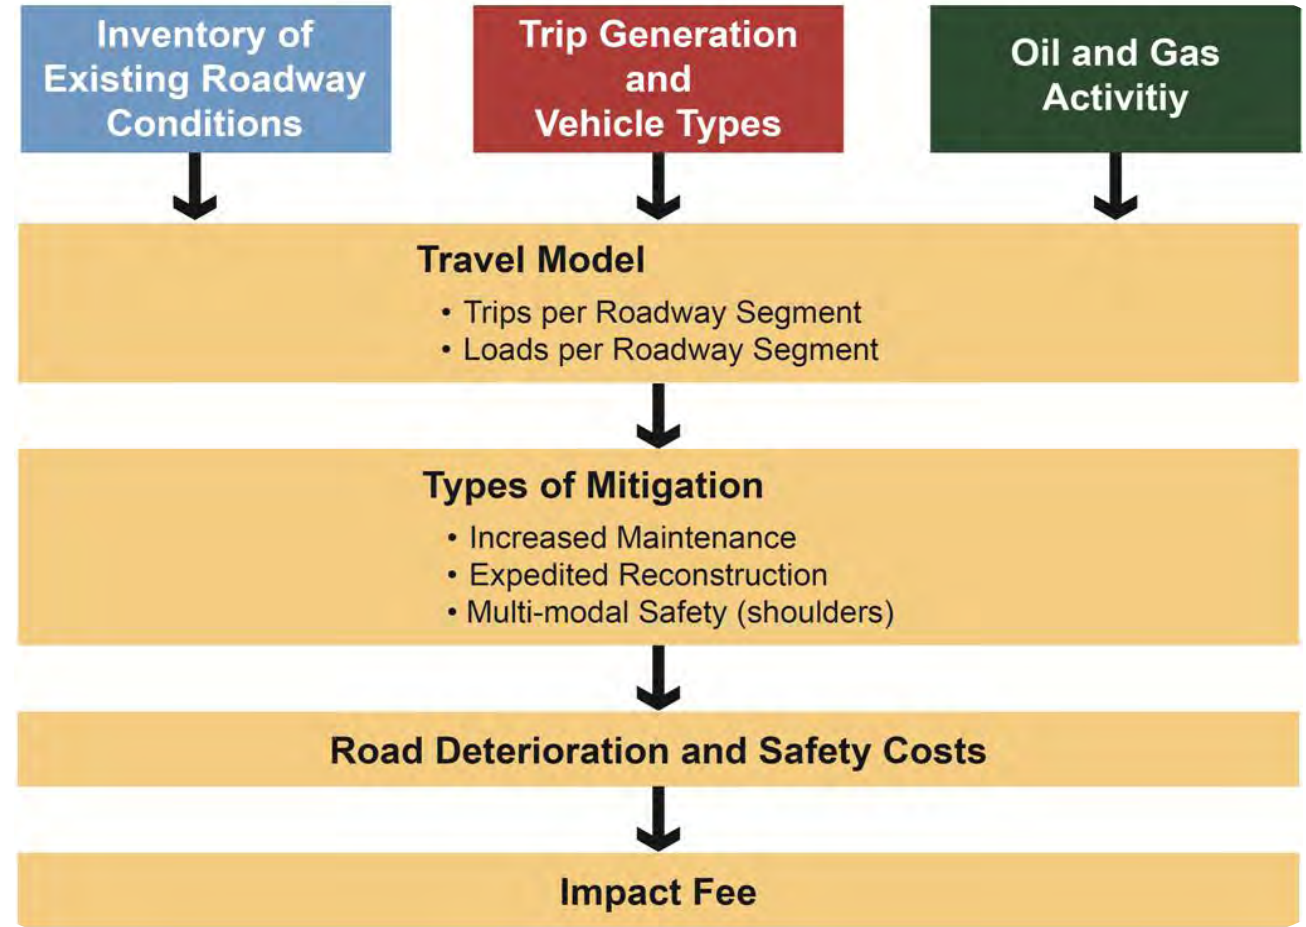 Inventory of
Existing Roadway
Conditions
Trip Generation
and
Vehicle Types
Oil and Gas
Activitiy
Travel Model
• Trips per Roadway Segment
• Loads per Roadway Segment
Types of Mitigation
• Increased Maintenance
• Expedited Reconstruction
• Multi-modal Safety (shoulders)
Road Deterioration and Safety Costs
Impact Fee